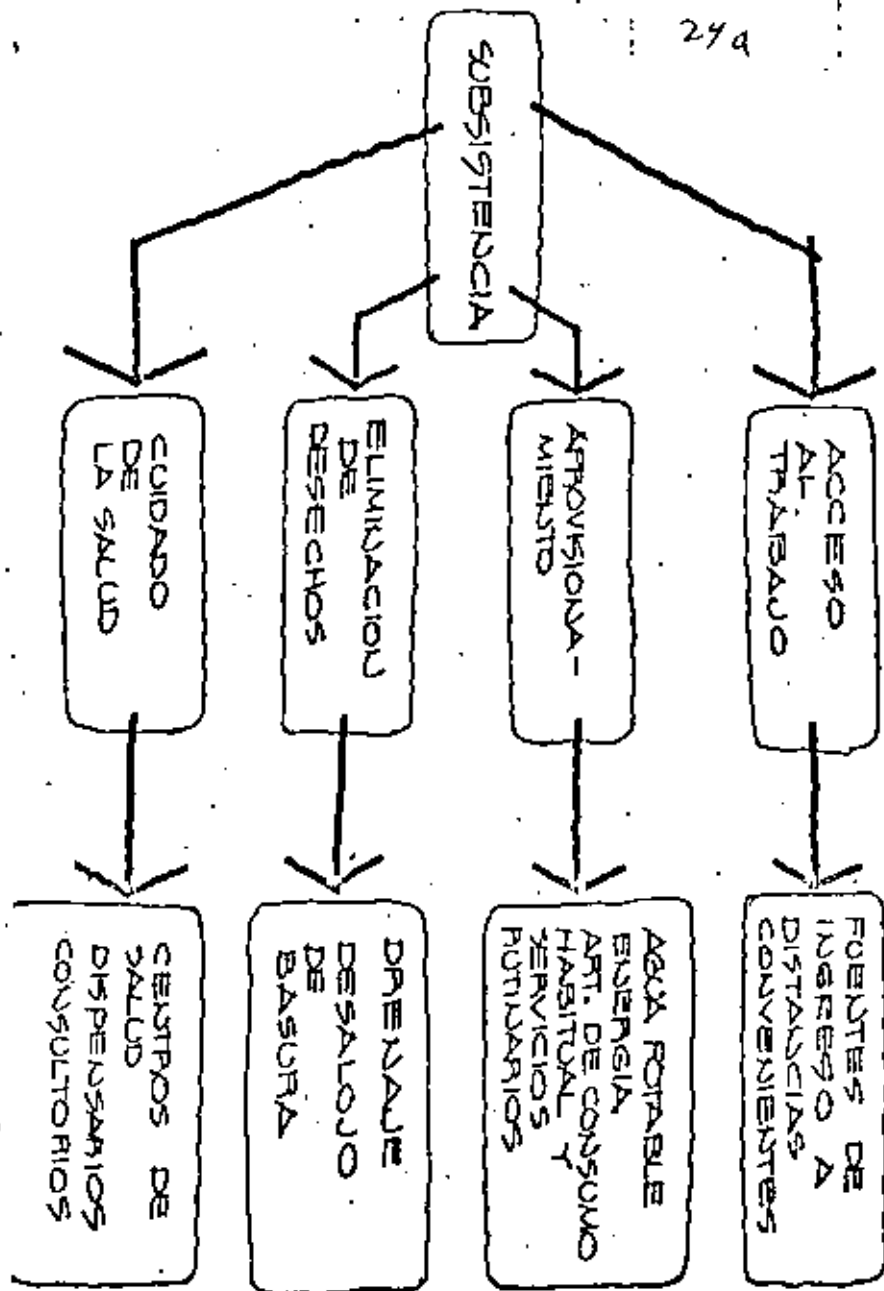 24a
SUBSISTENCIA
ACCESO
AL
TRABAJO
FUENTES DE
INGRESO A
DISTANCIAS
CONVENIENTES
APROVISIONA-
MIENTO
AGUA POTABLE
ENERGIA
ART. DE CONSUMO
HABITUAL Y
SERVICIOS
RUTINARIOS
ELIMINACION
DE
DESECHOS
DRENAJE
DESALOJO
DE
BASURA
CUIDADO
DE
LA SALUD
CENTROS DE
SALUD
DISPENSARIOS
CONSULTORIOS